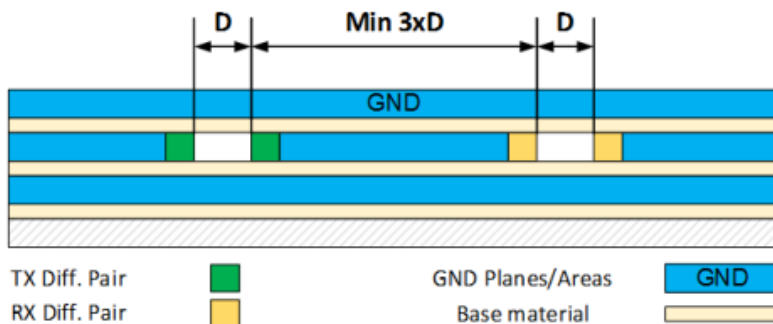 D Min 3xD D
GND
TX Diff. Pair GND Planes/Areas GND
RX Diff. Pair Base material